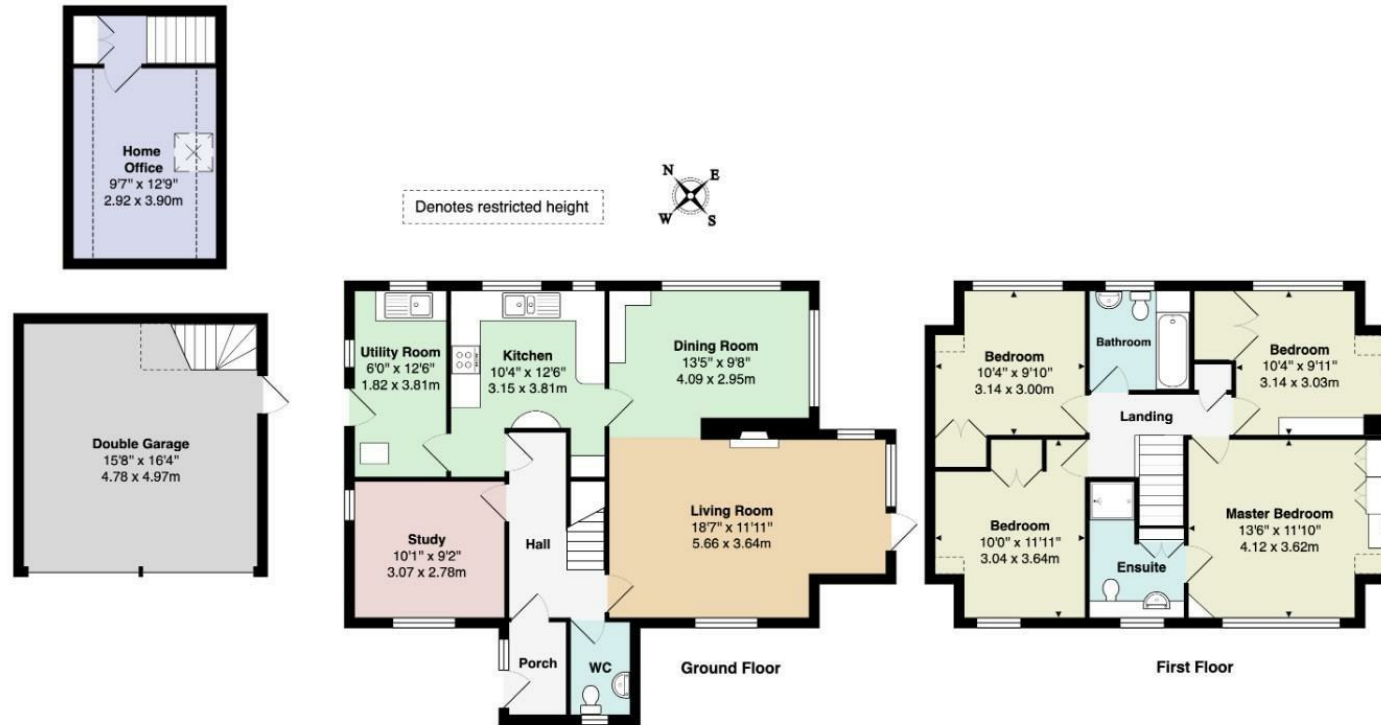 Home
Office
9'7" x 12'9"
2.92 x 3.90m
Denotes restricted height
N
E
W
S
Double Garage
15'8" x 16'4"
4.78 x 4.97m
Utility Room
6'0" x 12'6"
1.82 x 3.81m
Kitchen
10'4" x 12'6"
3.15 x 3.81m
Dining Room
13'5" x 9'8"
4.09 x 2.95m
Study
10'1" x 9'2"
3.07 x 2.78m
Hall
Living Room
18'7" x 11'11"
5.66 x 3.64m
Porch
WC
Ground Floor
Bedroom
10'4" x 9'10"
3.14 x 3.00m
Bathroom
Bedroom
10'4" x 9'11"
3.14 x 3.03m
Landing
Bedroom
10'0" x 11'11"
3.04 x 3.64m
Ensuite
Master Bedroom
13'6" x 11'10"
4.12 x 3.62m
First Floor